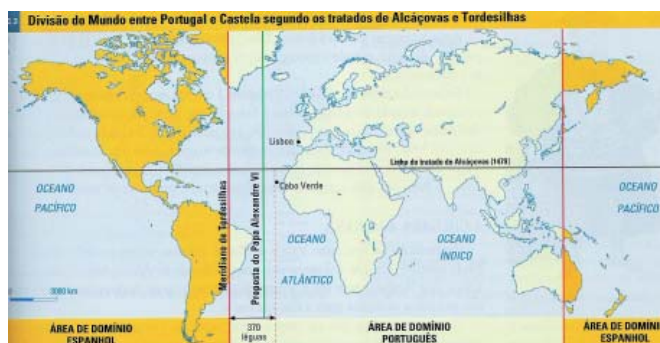 Divisão do Mundo entre Portugal e Castela segundo os tratados de Alcáçovas e Tordesilhas
Lisboa
Linha do tratado de Alcáçovas (1479)
Cabo Verde
OCEANO
PACÍFICO
Meridiano de Tordesilhas
Proposta do Papa Alexandre VI
OCEANO
ATLÂNTICO
OCEANO
ÍNDICO
OCEANO
PACÍFICO
3000 km
ÁREA DE DOMÍNIO
ESPANHOL
370
léguas
ÁREA DE DOMÍNIO
PORTUGUÊS
ÁREA DE DOMÍNIO
ESPANHOL